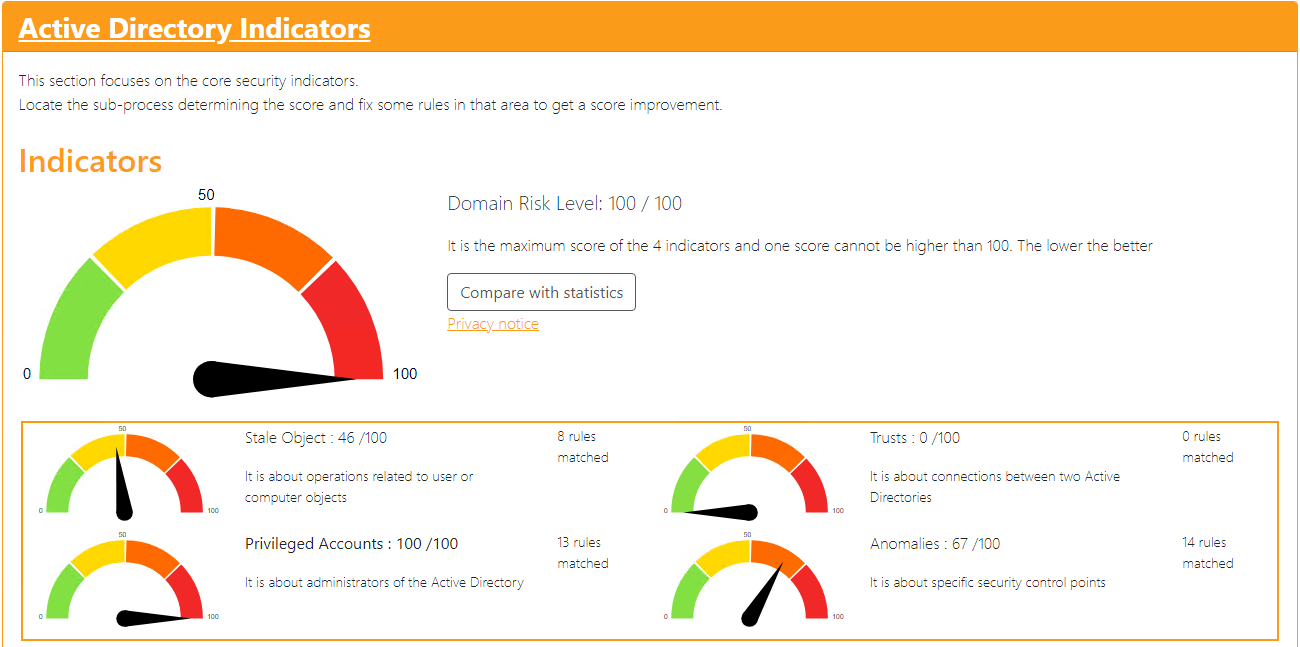 Active Directory Indicators
This section focuses on the core security indicators.
Locate the sub-process determining the score and fix some rules in that area to get a score improvement.
Indicators
50
0
100
Domain Risk Level: 100 / 100
It is the maximum score of the 4 indicators and one score cannot be higher than 100. The lower the better
Compare with statistics
Privacy notice
50
0
100
Stale Object : 46 /100
It is about operations related to user or
computer objects
8 rules
matched
50
0
100
Trusts : 0 /100
It is about connections between two Active
Directories
0 rules
matched
50
0
100
Privileged Accounts : 100 /100
It is about administrators of the Active Directory
13 rules
matched
50
0
100
Anomalies : 67 /100
It is about specific security control points
14 rules
matched